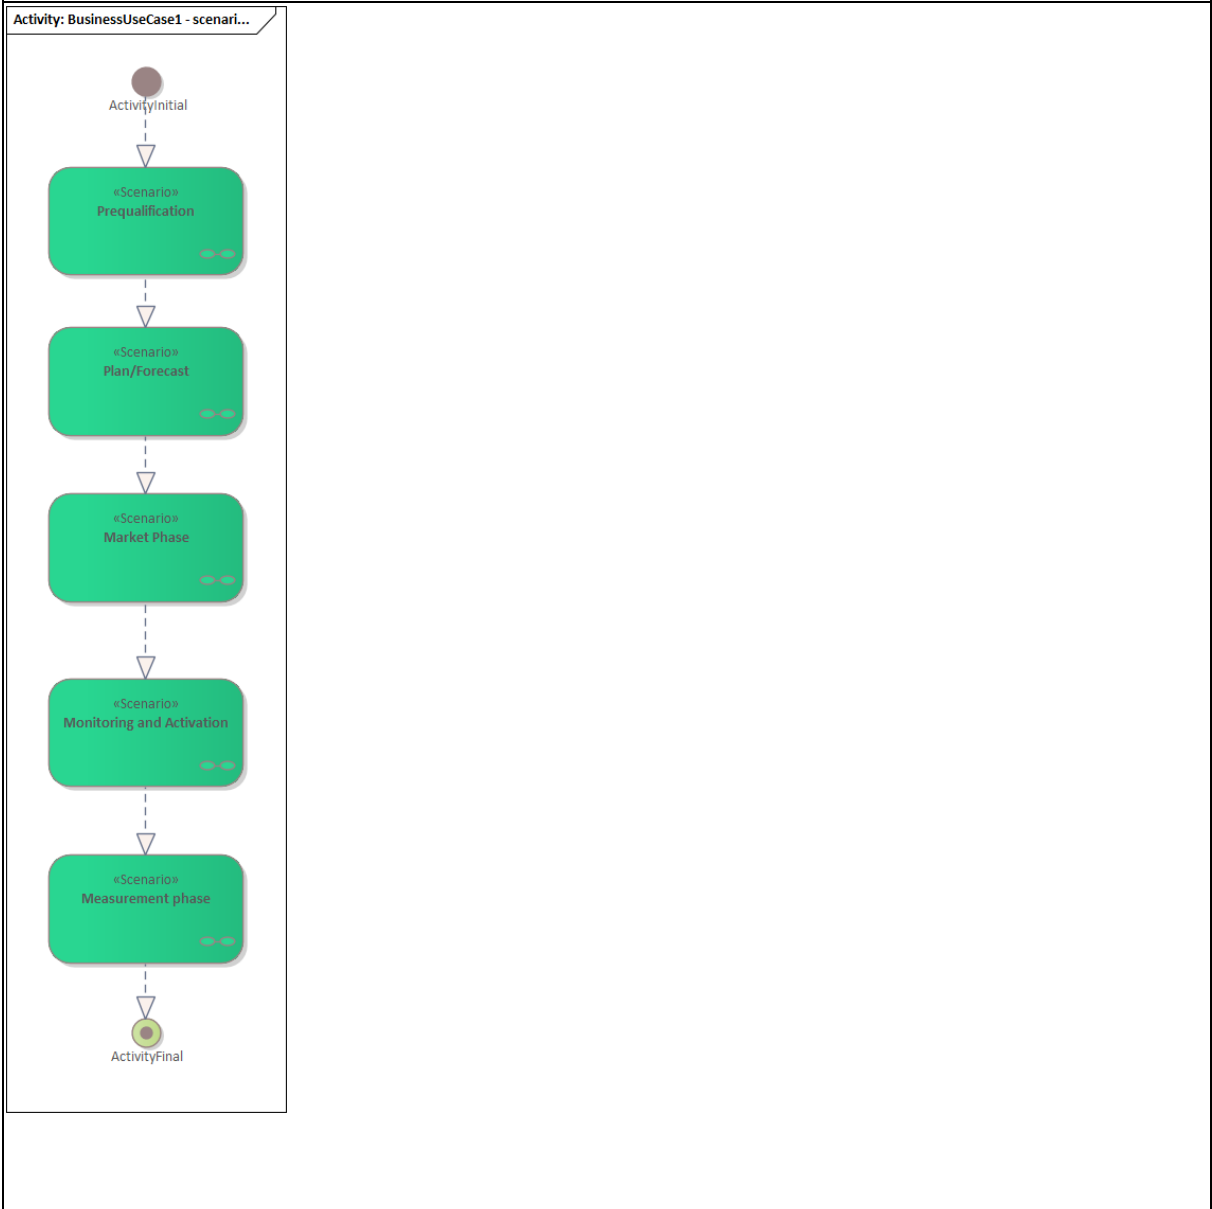 Activity: BusinessUseCase1 - scenari...
ActivityInitial
«Scenario»
Prequalification
«Scenario»
Plan/Forecast
«Scenario»
Market Phase
«Scenario»
Monitoring and Activation
«Scenario»
Measurement phase
ActivityFinal